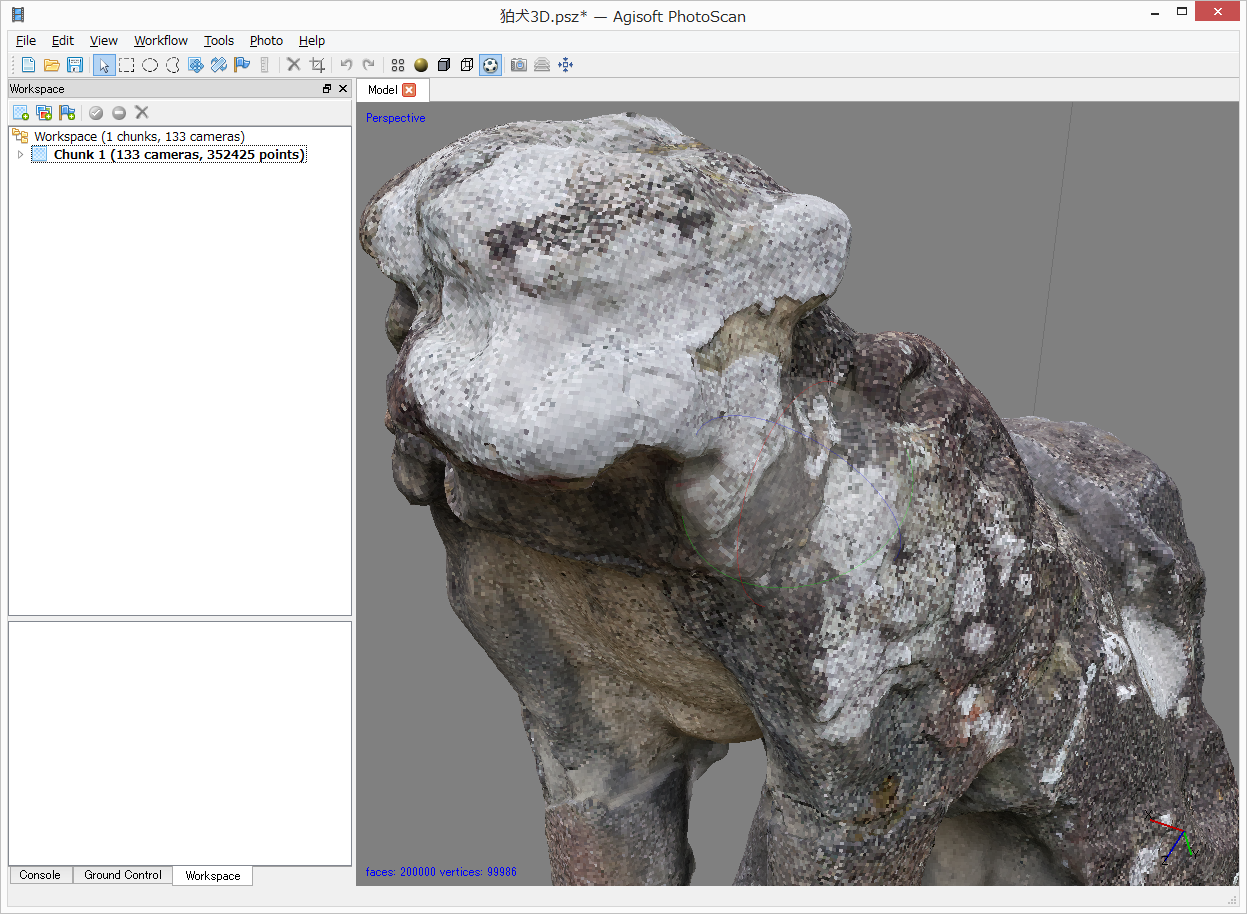 狛犬3D.psz* — Agisoft PhotoScan
File Edit View Workflow Tools Photo Help
Workspace
Model
Perspective
Workspace (1 chunks, 133 cameras)
Chunk 1 (133 cameras, 352425 points)
Z
faces: 200000 vertices: 99986
Console Ground Control Workspace